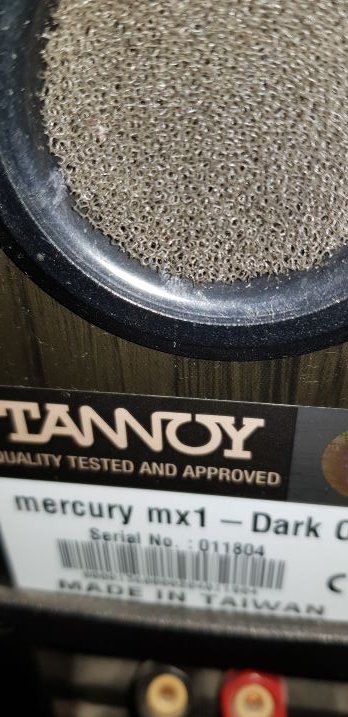 TANNOY
QUALITY TESTED AND APPROVED
mercury mx1 – Dark
Serial No. : 011804
MADE IN TAIWAN